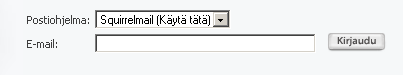 Postiohjelma: Squirrelmail (Käytä tätä)
E-mail: Kirjaudu